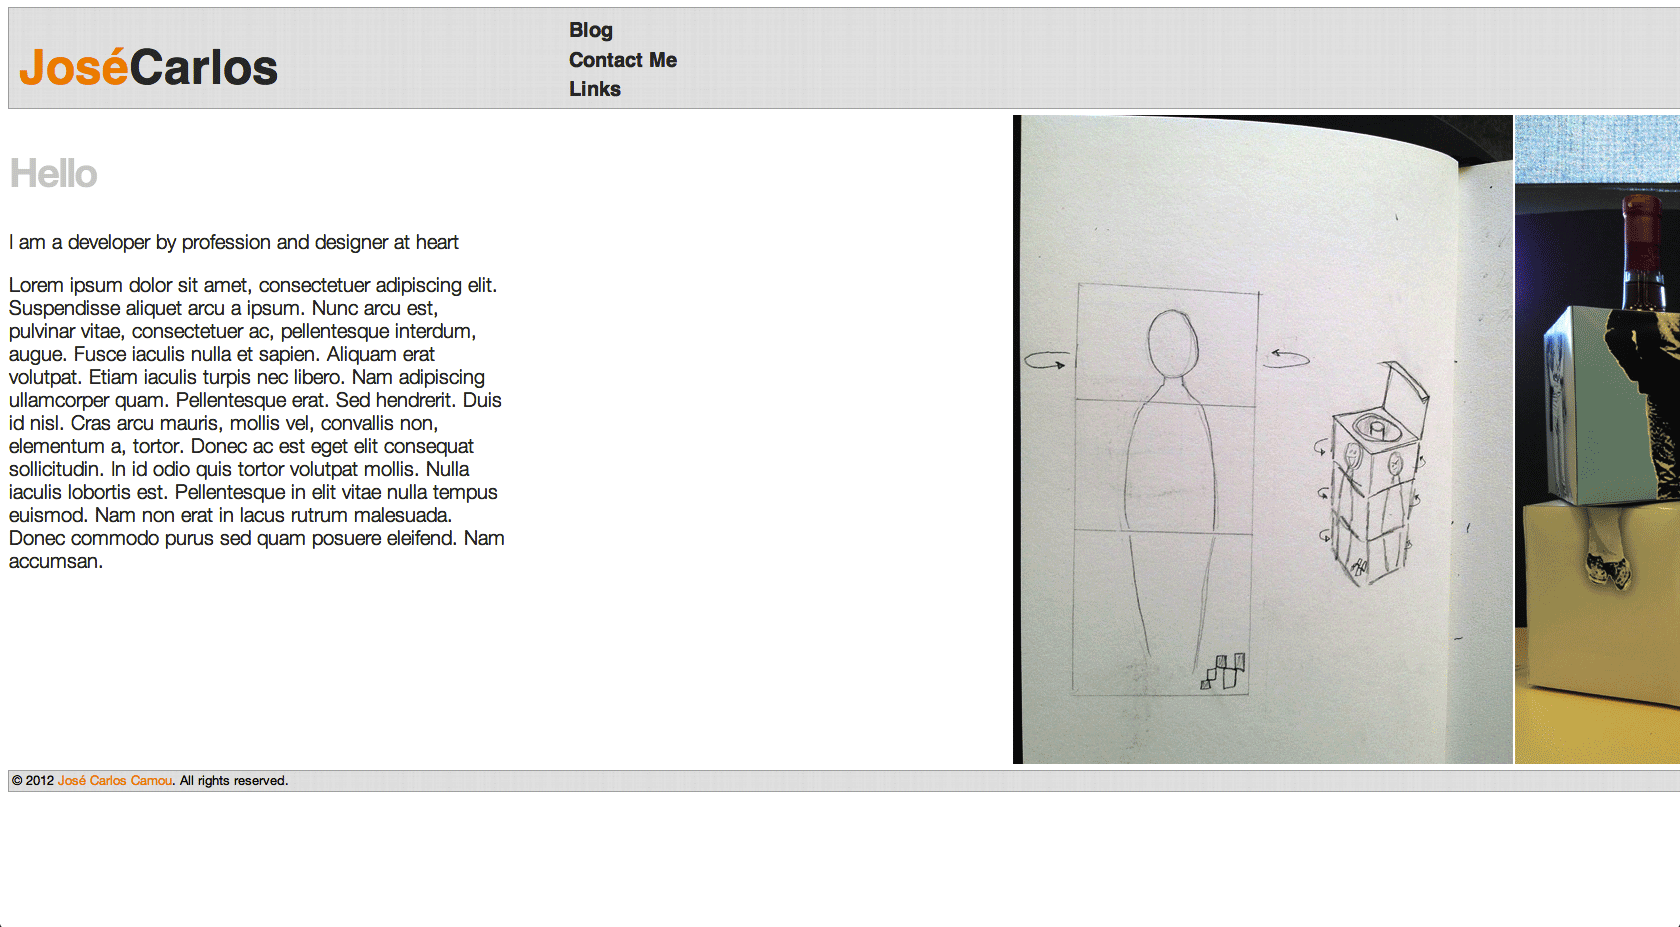 JoséCarlos
Blog
Contact Me
Links
Hello
I am a developer by profession and designer at heart
Lorem ipsum dolor sit amet, consectetuer adipiscing elit.
Suspendisse aliquet arcu a ipsum. Nunc arcu est,
pulvinar vitae, consectetuer ac, pellentesque interdum,
augue. Fusce iaculis nulla et sapien. Aliquam erat
volutpat. Etiam iaculis turpis nec libero. Nam adipiscing
ullamcorper quam. Pellentesque erat. Sed hendrerit. Duis
id nisl. Cras arcu mauris, mollis vel, convallis non,
elementum a, tortor. Donec ac est eget elit consequat
sollicitudin. In id odio quis tortor volutpat mollis. Nulla
iaculis lobortis est. Pellentesque in elit vitae nulla tempus
euismod. Nam non erat in lacus rutrum malesuada.
Donec commodo purus sed quam posuere eleifend. Nam
accumsan.
© 2012 José Carlos Camou. All rights reserved.